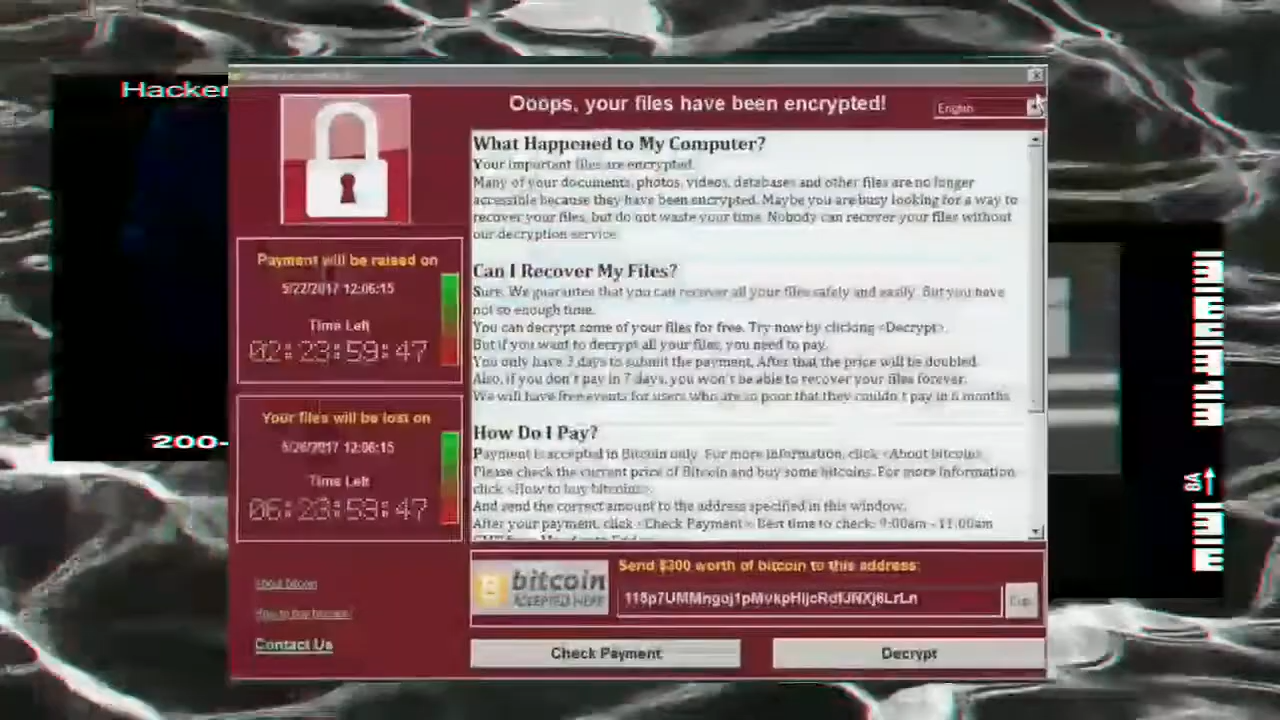 Hacker
Ooops, your files have been encrypted!
English
What Happened to My Computer?
Your important files are encrypted.
Many of your documents, photos, videos, databases and other files are no longer
accessible because they have been encrypted. Maybe you are busy looking for a way to
recover your files, but do not waste your time. Nobody can recover your files without
our decryption service.
Payment will be raised on
5/22/2017 12:06:15
Time Left
02:23:59:47
Can I Recover My Files?
Sure. We guarantee that you can recover all your files safely and easily. But you have
not so enough time.
You can decrypt some of your files for free. Try now by clicking <Decrypt>.
But if you want to decrypt all your files, you need to pay.
You only have 3 days to submit the payment. After that the price will be doubled.
Also, if you don't pay in 7 days, you won't be able to recover your files forever.
We will have free events for users who are so poor that they couldn't pay in 6 months
Your files will be lost on
5/26/2017 12:06:15
Time Left
06:23:59:47
How Do I Pay?
Payment is accepted in Bitcoin only. For more information, click <About bitcoin>.
Please check the current price of Bitcoin and buy some bitcoins. For more information,
click <How to buy bitcoins>.
And send the correct amount to the address specified in this window.
After your payment, click <Check Payment>. Best time to check: 9:00am - 11:00am
200-
About bitcoin
How to buy bitcoins?
Contact Us
bitcoin
ACCEPTED HERE
Send $300 worth of bitcoin to this address:
Check Payment
Decrypt